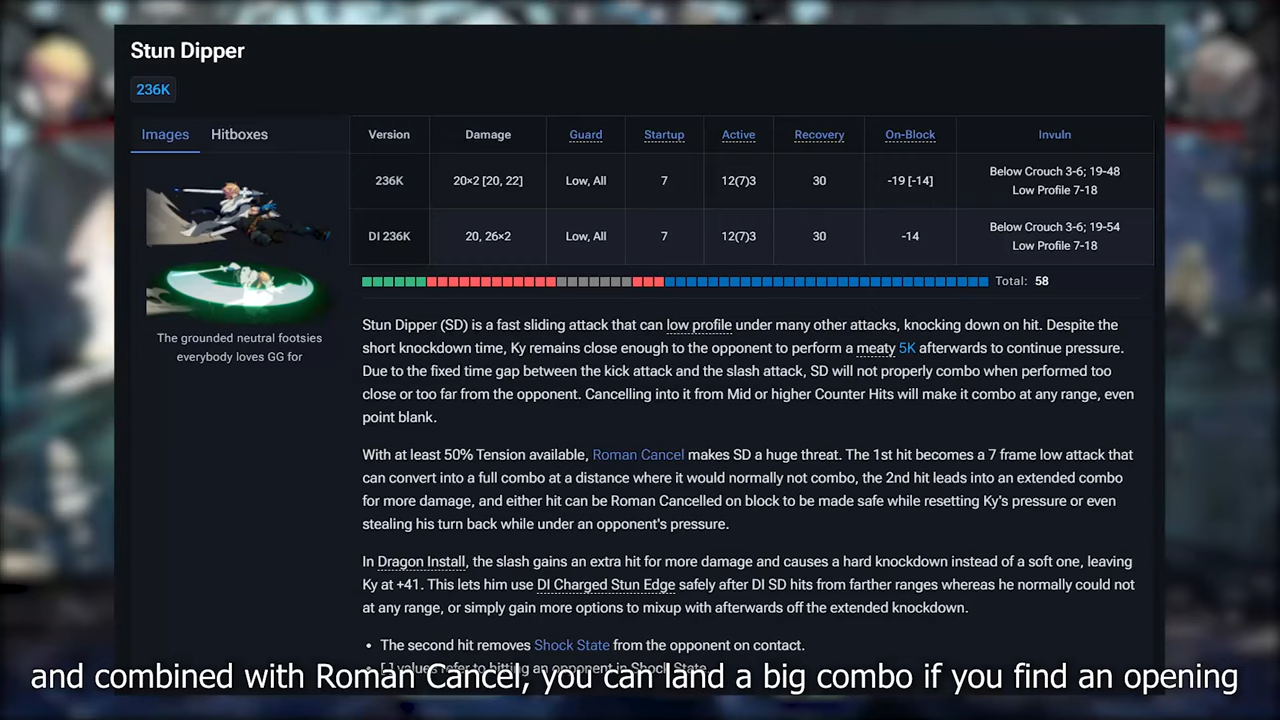 Stun Dipper
236K
Images Hitboxes
Version Damage Guard Startup Active Recovery On-Block Invuln
236K 20×2 [20, 22] Low, All 7 12(7)3 30 -19 [-14] Below Crouch 3-6; 19-48
Low Profile 7-18
DI 236K 20, 26×2 Low, All 7 12(7)3 30 -14 Below Crouch 3-6; 19-54
Low Profile 7-18
Total: 58
The grounded neutral footsies
everybody loves GG for
Stun Dipper (SD) is a fast sliding attack that can low profile under many other attacks, knocking down on hit. Despite the
short knockdown time, Ky remains close enough to the opponent to perform a meaty 5K afterwards to continue pressure.
Due to the fixed time gap between the kick attack and the slash attack, SD will not properly combo when performed too
close or too far from the opponent. Cancelling into it from Mid or higher Counter Hits will make it combo at any range, even
point blank.
With at least 50% Tension available, Roman Cancel makes SD a huge threat. The 1st hit becomes a 7 frame low attack that
can convert into a full combo at a distance where it would normally not combo, the 2nd hit leads into an extended combo
for more damage, and either hit can be Roman Cancelled on block to be made safe while resetting Ky's pressure or even
stealing his turn back while under an opponent's pressure.
In Dragon Install, the slash gains an extra hit for more damage and causes a hard knockdown instead of a soft one, leaving
Ky at +41. This lets him use DI Charged Stun Edge safely after DI SD hits from farther ranges whereas he normally could not
at any range, or simply gain more options to mixup with afterwards off the extended knockdown.
• The second hit removes Shock State from the opponent on contact.
• [ ] values refer to hitting an opponent in Shock State.
and combined with Roman Cancel, you can land a big combo if you find an opening